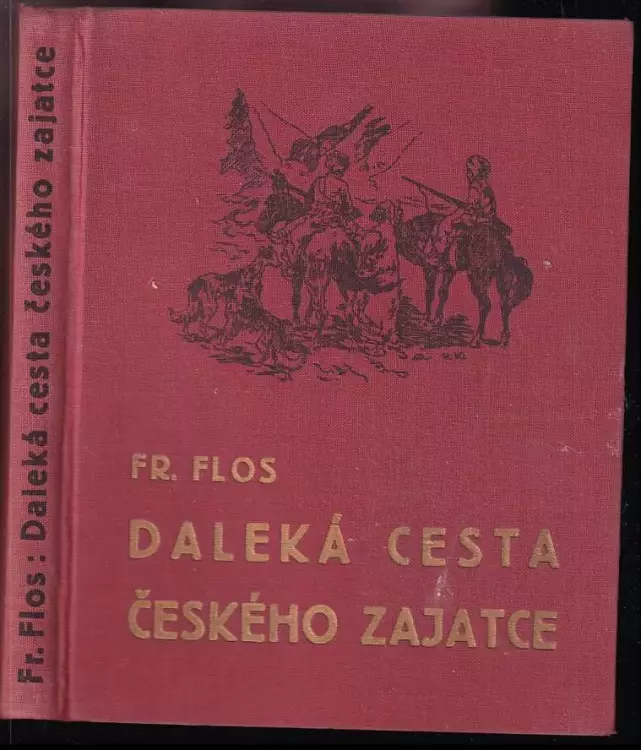 Fr. Flos: Daleká cesta českého zajatce
FR. FLOS
DALEKÁ CESTA
ČESKÉHO ZAJATCE